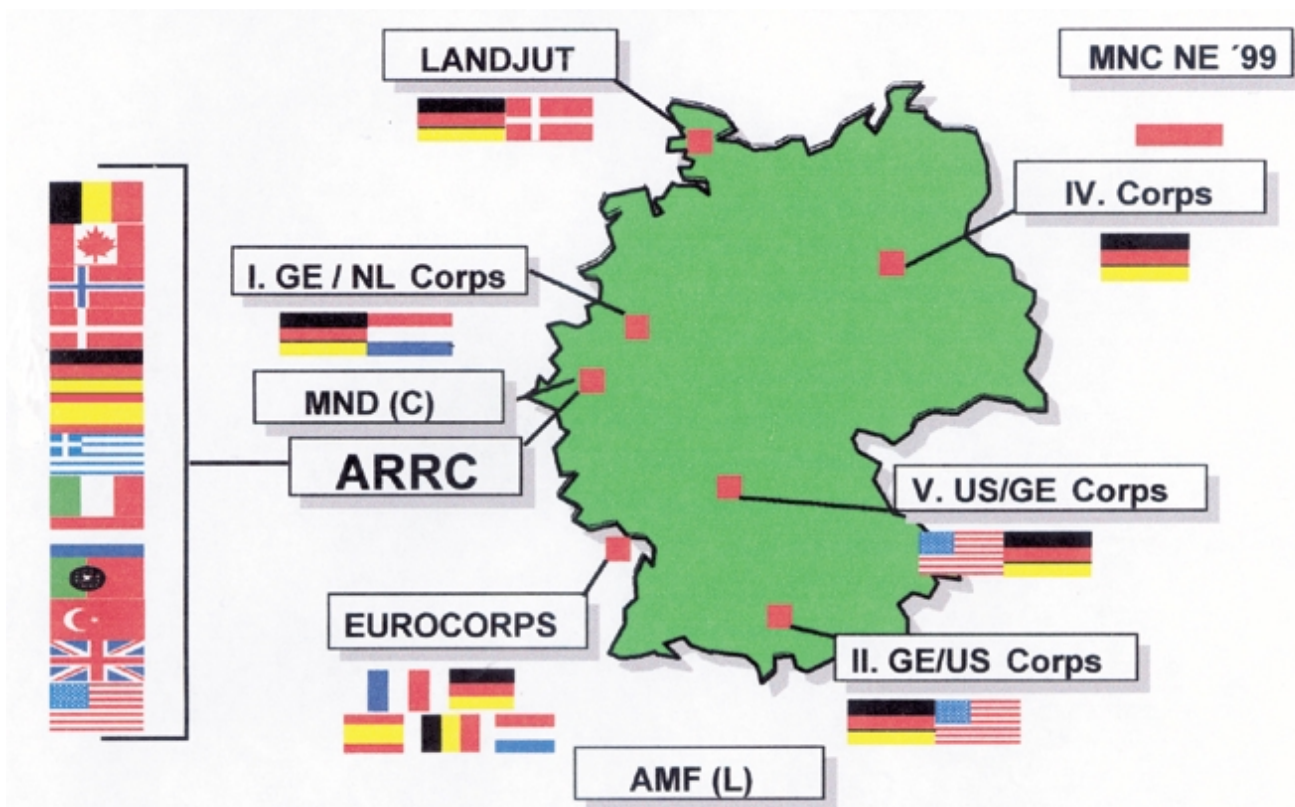 LANDJUT
MNC NE ´99
IV. Corps
I. GE / NL Corps
MND (C)
ARRC
V. US/GE Corps
EUROCORPS
II. GE/US Corps
AMF (L)